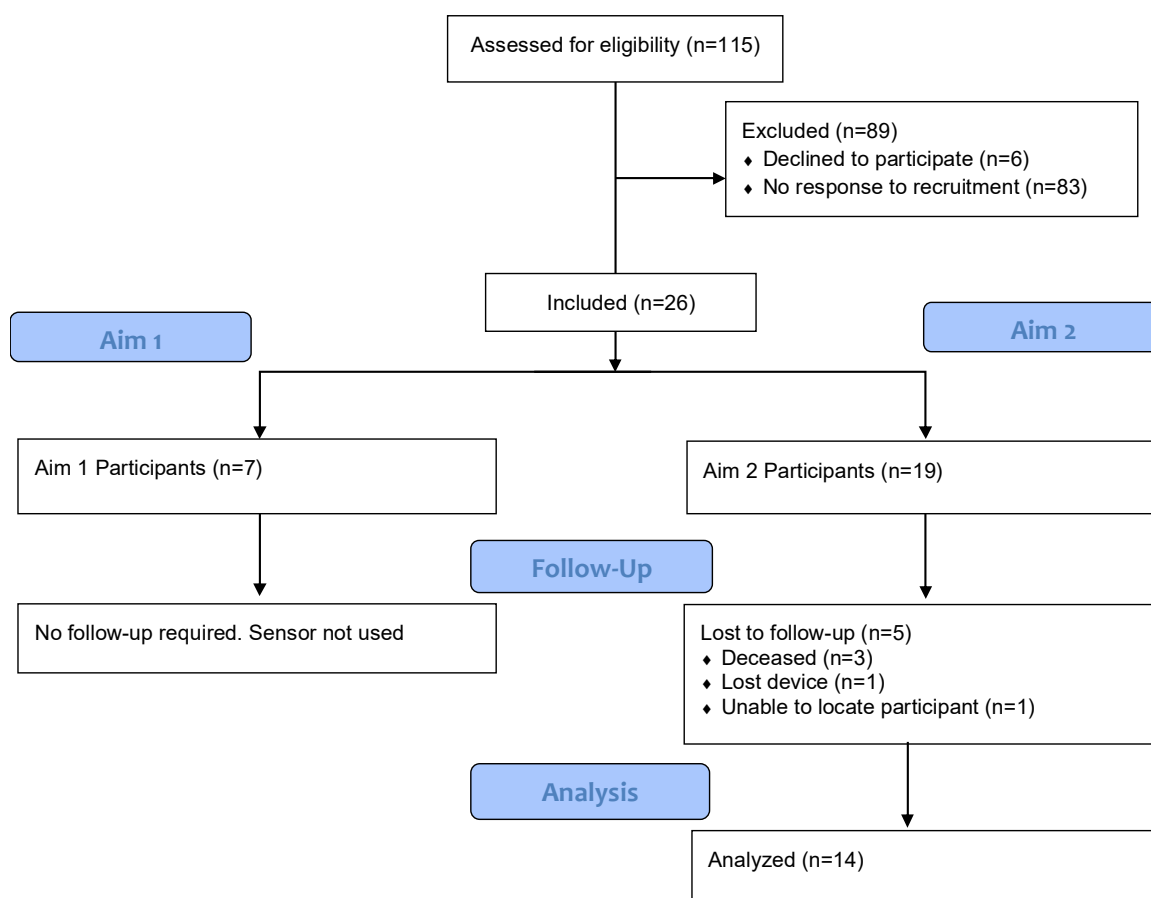 Assessed for eligibility (n=115)
Excluded (n=89)
♦ Declined to participate (n=6)
♦ No response to recruitment (n=83)
Included (n=26)
Aim 1
Aim 2
Aim 1 Participants (n=7)
Aim 2 Participants (n=19)
Follow-Up
No follow-up required. Sensor not used
Lost to follow-up (n=5)
♦ Deceased (n=3)
♦ Lost device (n=1)
♦ Unable to locate participant (n=1)
Analysis
Analyzed (n=14)